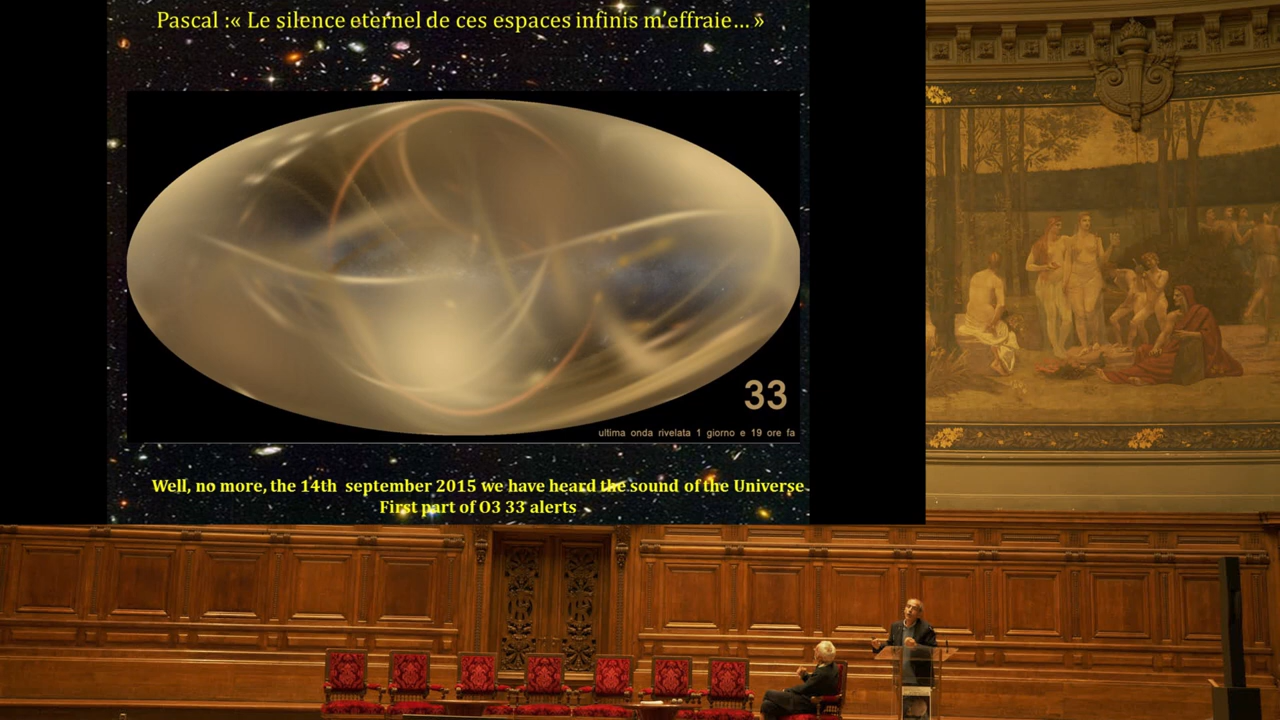 Pascal :« Le silence eternel de ces espaces infinis m'effraie... »
33
ultima onda rivelata 1 giorno e 19 ore fa
Well, no more, the 14th september 2015 we have heard the sound of the Universe
First part of O3 33 alerts